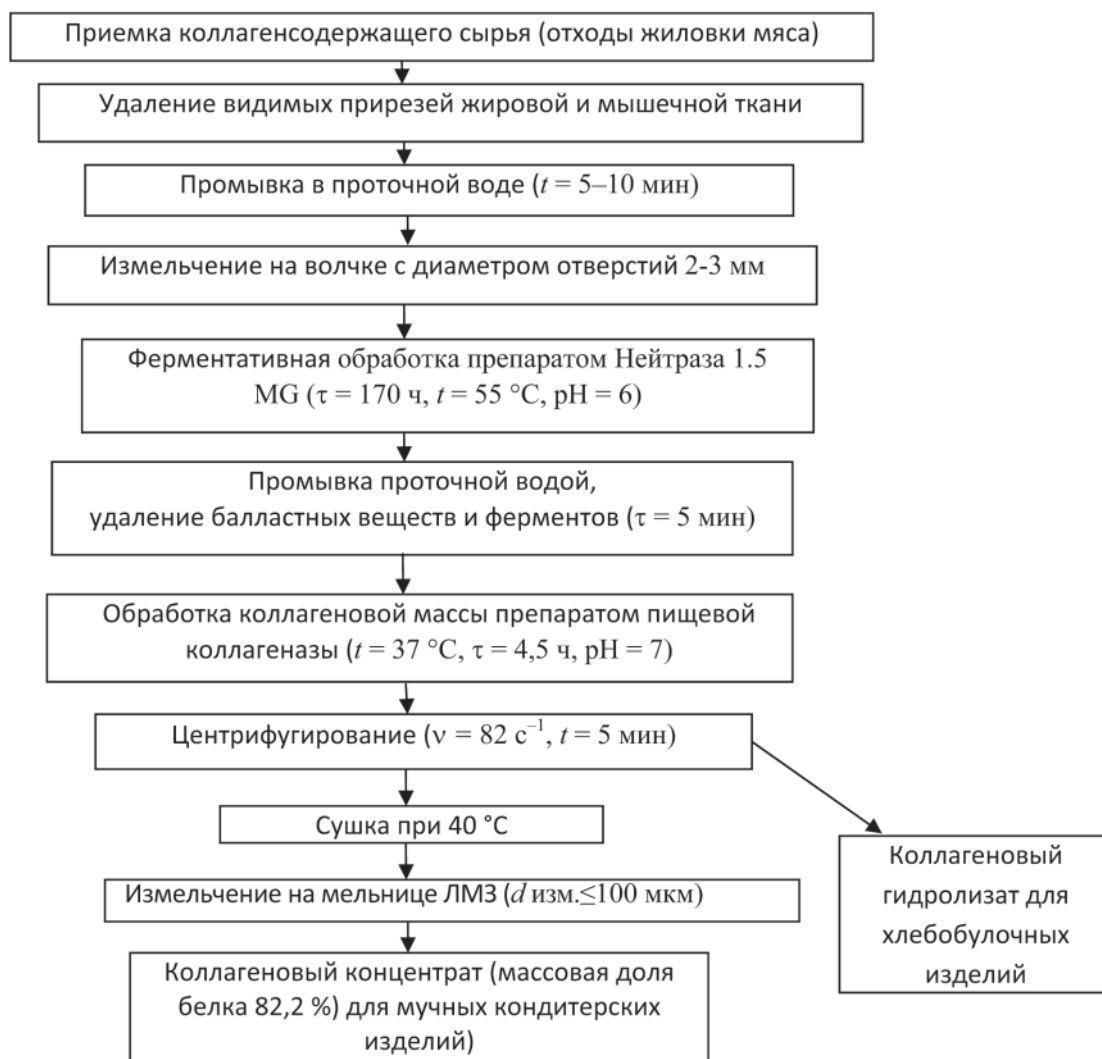 Приемка коллагенсодержащего сырья (отходы жиловки мяса)
Удаление видимых прирезей жировой и мышечной ткани
Промывка в проточной воде (t = 5–10 мин)
Измельчение на волчке с диаметром отверстий 2-3 мм
Ферментативная обработка препаратом Нейтраза 1.5
MG (τ = 170 ч, t = 55 °C, pH = 6)
Промывка проточной водой,
удаление балластных веществ и ферментов (τ = 5 мин)
Обработка коллагеновой массы препаратом пищевой
коллагеназы (t = 37 °C, τ = 4,5 ч, pH = 7)
Центрифугирование (ν = 82 с⁻¹, t = 5 мин)
Сушка при 40 °C
Измельчение на мельнице ЛМЗ (d изм.≤100 мкм)
Коллагеновый концентрат (массовая доля
белка 82,2 %) для мучных кондитерских
изделий)
Коллагеновый
гидролизат для
хлебобулочных
изделий